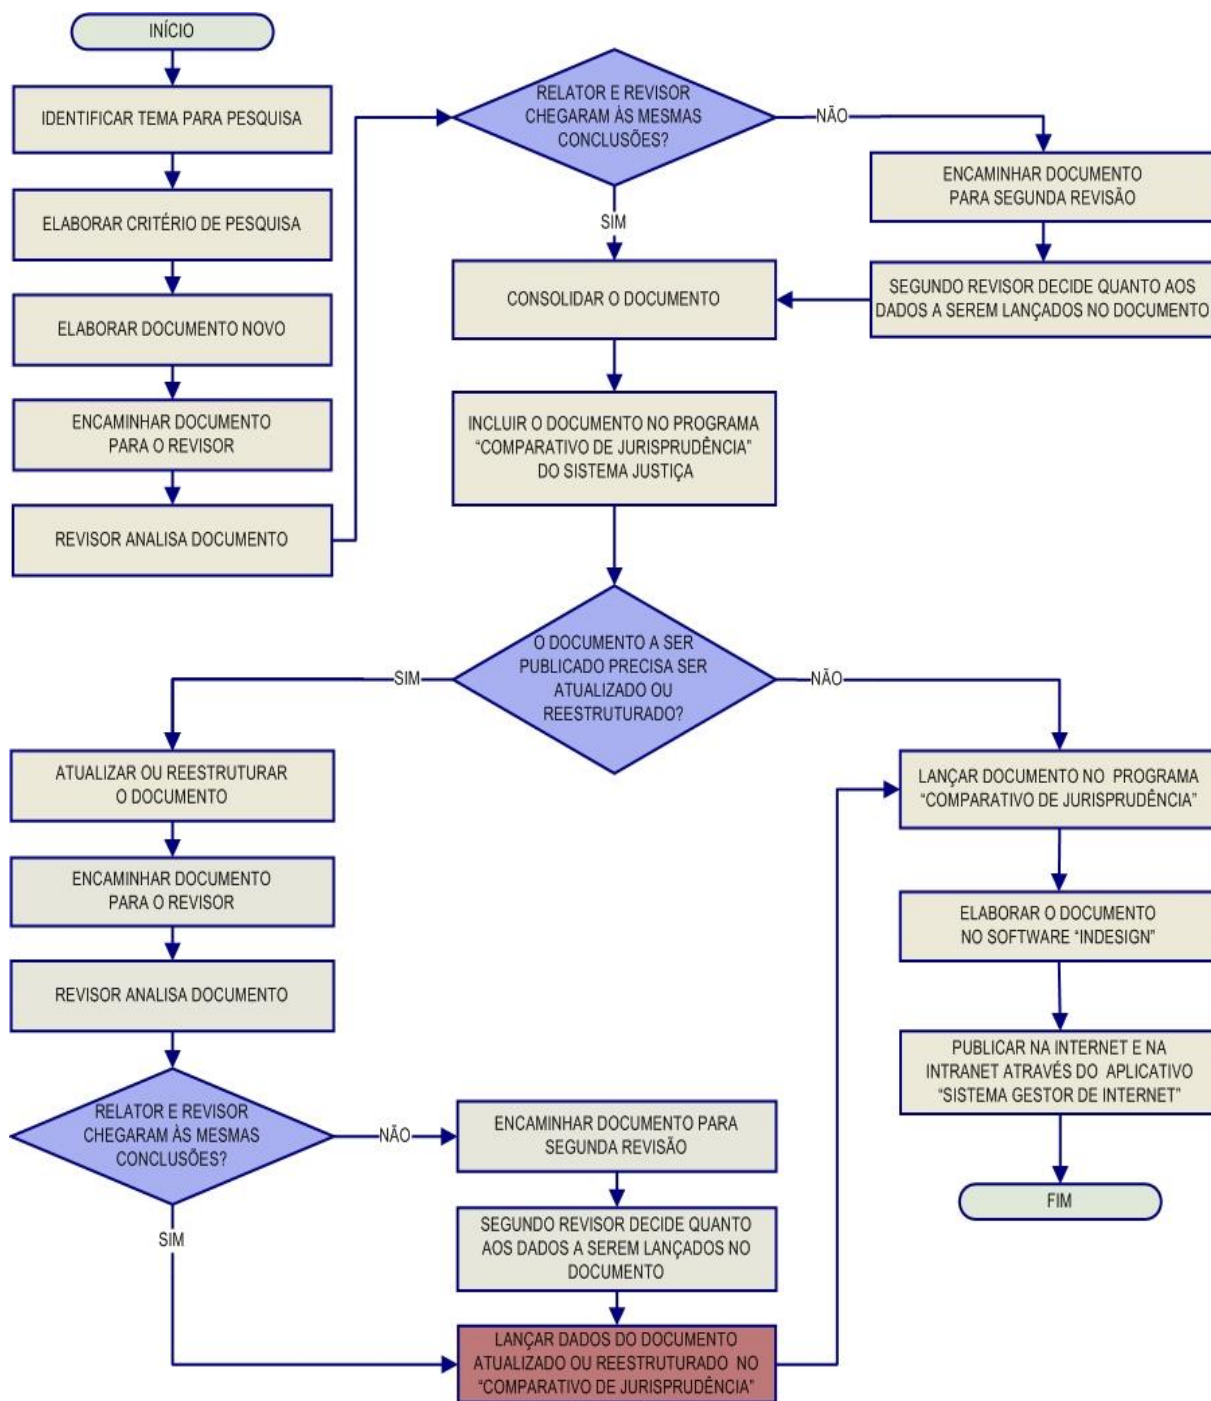 INÍCIO
IDENTIFICAR TEMA PARA PESQUISA
ELABORAR CRITÉRIO DE PESQUISA
ELABORAR DOCUMENTO NOVO
ENCAMINHAR DOCUMENTO
PARA O REVISOR
REVISOR ANALISA DOCUMENTO
RELATOR E REVISOR
CHEGARAM ÀS MESMAS
CONCLUSÕES?
NÃO
SIM
ENCAMINHAR DOCUMENTO
PARA SEGUNDA REVISÃO
SEGUNDO REVISOR DECIDE QUANTO AOS
DADOS A SEREM LANÇADOS NO DOCUMENTO
CONSOLIDAR O DOCUMENTO
INCLUIR O DOCUMENTO NO PROGRAMA
“COMPARATIVO DE JURISPRUDÊNCIA”
DO SISTEMA JUSTIÇA
O DOCUMENTO A SER
PUBLICADO PRECISA SER
ATUALIZADO OU
REESTRUTURADO?
SIM
NÃO
ATUALIZAR OU REESTRUTURAR
O DOCUMENTO
ENCAMINHAR DOCUMENTO
PARA O REVISOR
REVISOR ANALISA DOCUMENTO
RELATOR E REVISOR
CHEGARAM ÀS MESMAS
CONCLUSÕES?
NÃO
SIM
ENCAMINHAR DOCUMENTO PARA
SEGUNDA REVISÃO
SEGUNDO REVISOR DECIDE QUANTO
AOS DADOS A SEREM LANÇADOS NO
DOCUMENTO
LANÇAR DADOS DO DOCUMENTO
ATUALIZADO OU REESTRUTURADO NO
“COMPARATIVO DE JURISPRUDÊNCIA”
LANÇAR DOCUMENTO NO PROGRAMA
“COMPARATIVO DE JURISPRUDÊNCIA”
ELABORAR O DOCUMENTO
NO SOFTWARE “INDESIGN”
PUBLICAR NA INTERNET E NA
INTRANET ATRAVÉS DO APLICATIVO
“SISTEMA GESTOR DE INTERNET”
FIM